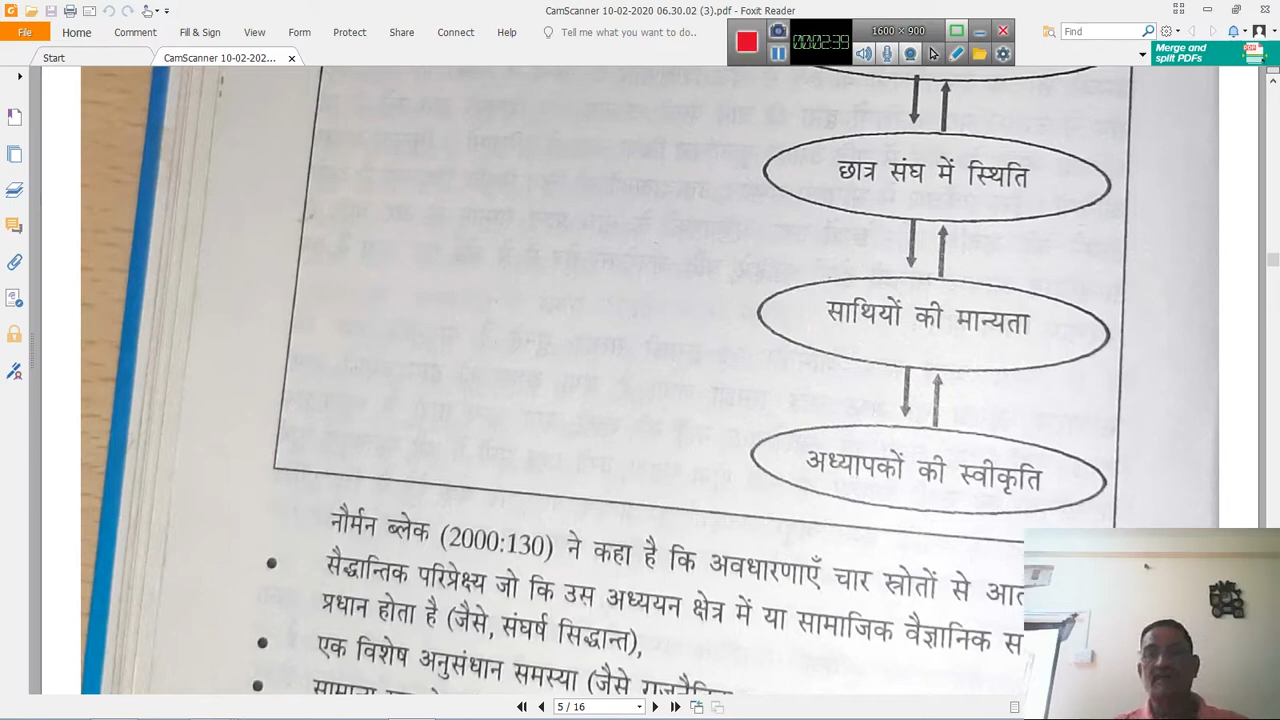 CamScanner 10-02-2020 06.30.02 (3).pdf - Foxit Reader
File Home Comment Fill & Sign View Form Protect Share Connect Help Tell me what you want to do...
Find
1600 × 900
00:02:39
Start
CamScanner 10-02-202...
Merge and
split PDFs
छात्र संघ में स्थिति
साथियों की मान्यता
अध्यापकों की स्वीकृति
नौर्मन ब्लेक (2000:130) ने कहा है कि अवधारणाएँ चार स्रोतों से
• सैद्धान्तिक परिप्रेक्ष्य जो कि उस अध्ययन क्षेत्र में या सामाजिक वैज्ञानिक
प्रधान होता है (जैसे, संघर्ष सिद्धान्त),
• एक विशेष अनुसंधान समस्या (जैसे
5 / 16